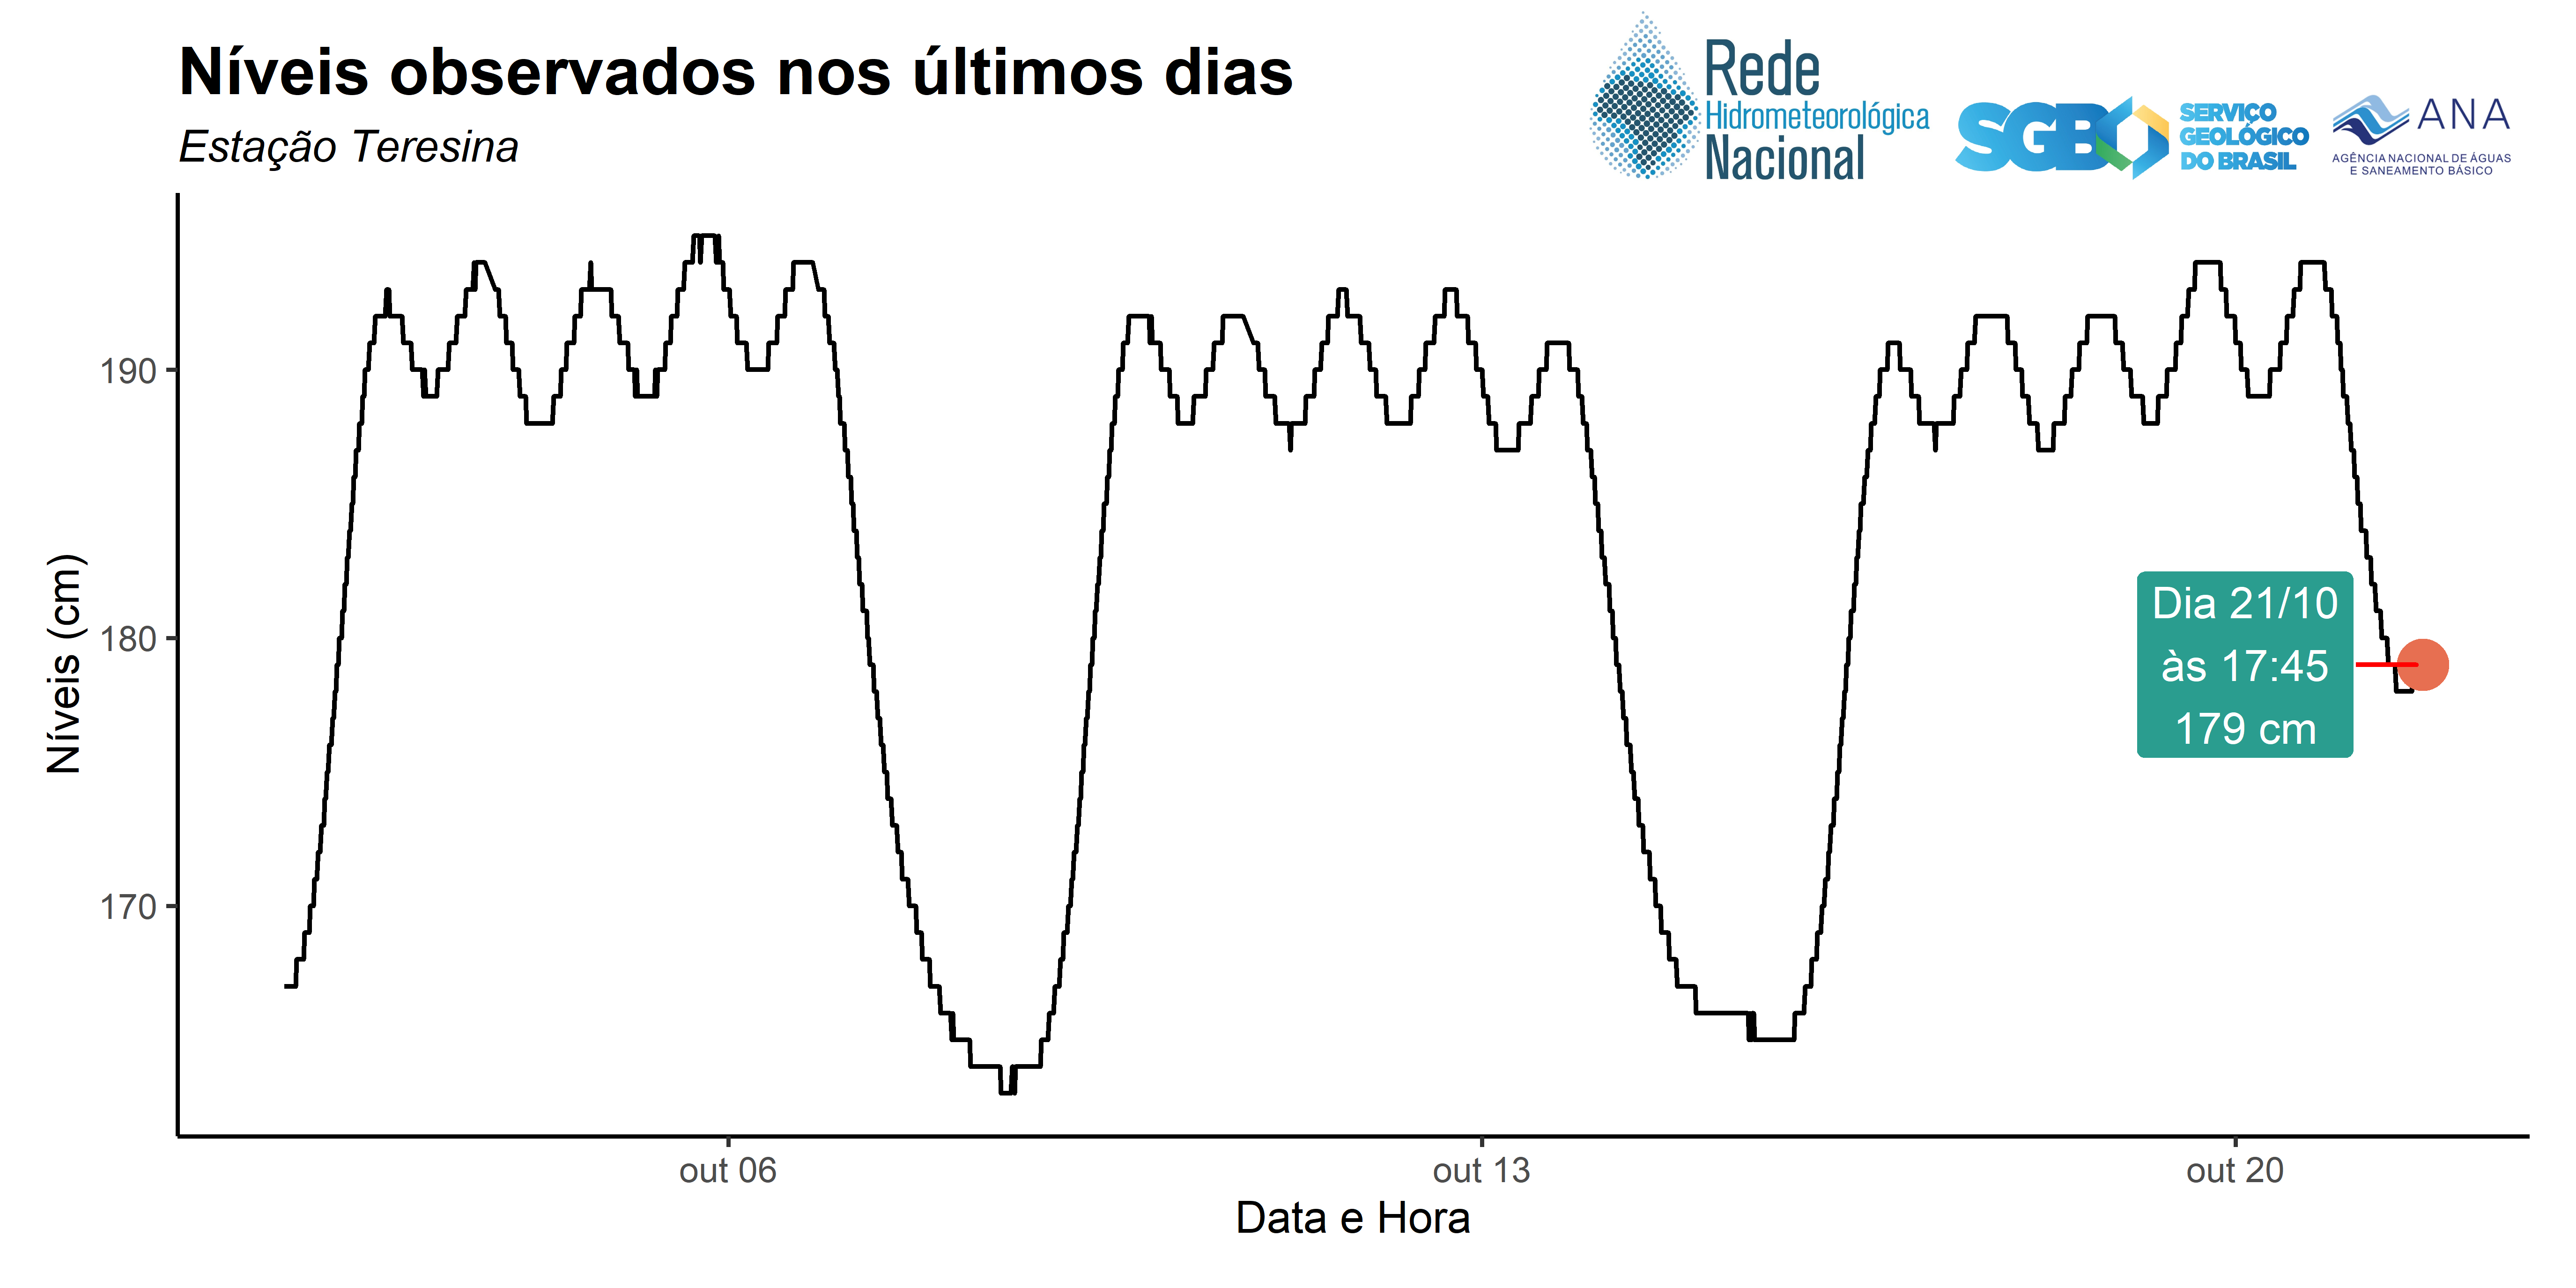 Níveis observados nos últimos dias
Estação Teresina
Rede
Hidrometeorológica
Nacional
SGB
SERVIÇO
GEOLÓGICO
DO BRASIL
ANA
AGÊNCIA NACIONAL DE ÁGUAS
E SANEAMENTO BÁSICO
Níveis (cm)
190
180
170
Dia 21/10
às 17:45
179 cm
out 06
out 13
out 20
Data e Hora